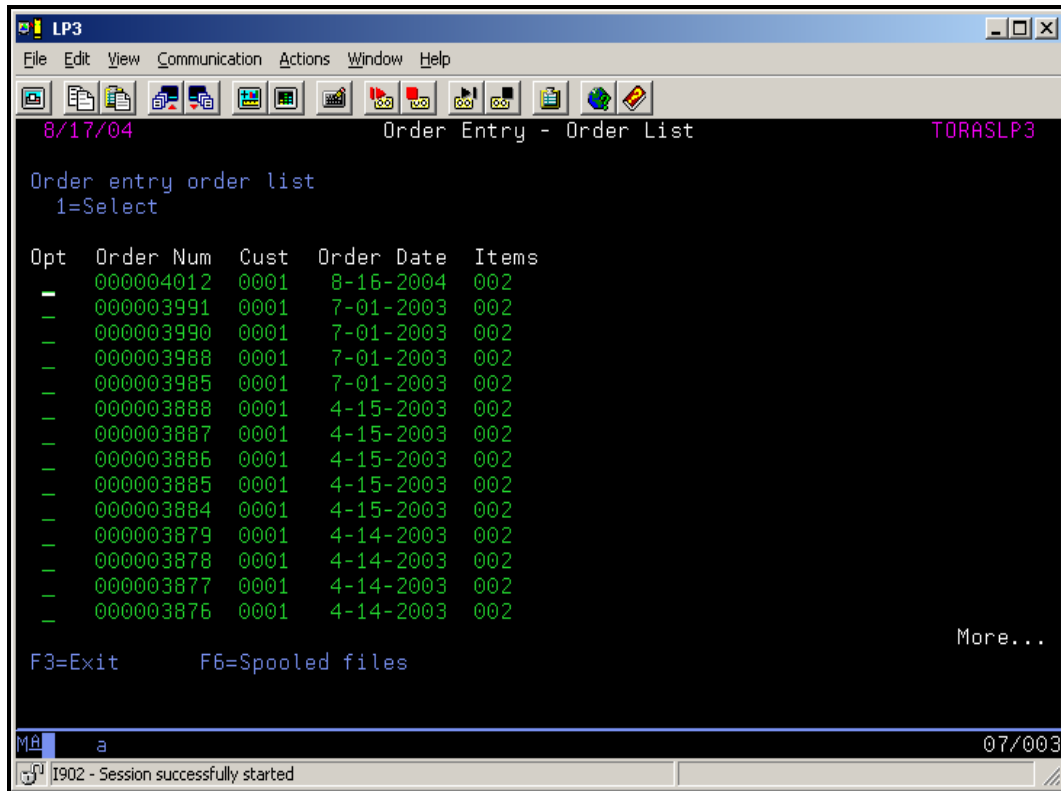 LP3
File Edit View Communication Actions Window Help
8/17/04 Order Entry - Order List TORASLP3
Order entry order list
1=Select
Opt Order Num Cust Order Date Items
_ 000004012 0001 8-16-2004 002
_ 000003991 0001 7-01-2003 002
_ 000003990 0001 7-01-2003 002
_ 000003988 0001 7-01-2003 002
_ 000003985 0001 7-01-2003 002
_ 000003888 0001 4-15-2003 002
_ 000003887 0001 4-15-2003 002
_ 000003886 0001 4-15-2003 002
_ 000003885 0001 4-15-2003 002
_ 000003884 0001 4-15-2003 002
_ 000003879 0001 4-14-2003 002
_ 000003878 0001 4-14-2003 002
_ 000003877 0001 4-14-2003 002
_ 000003876 0001 4-14-2003 002
More...
F3=Exit F6=Spooled files
MA a 07/003
I902 - Session successfully started